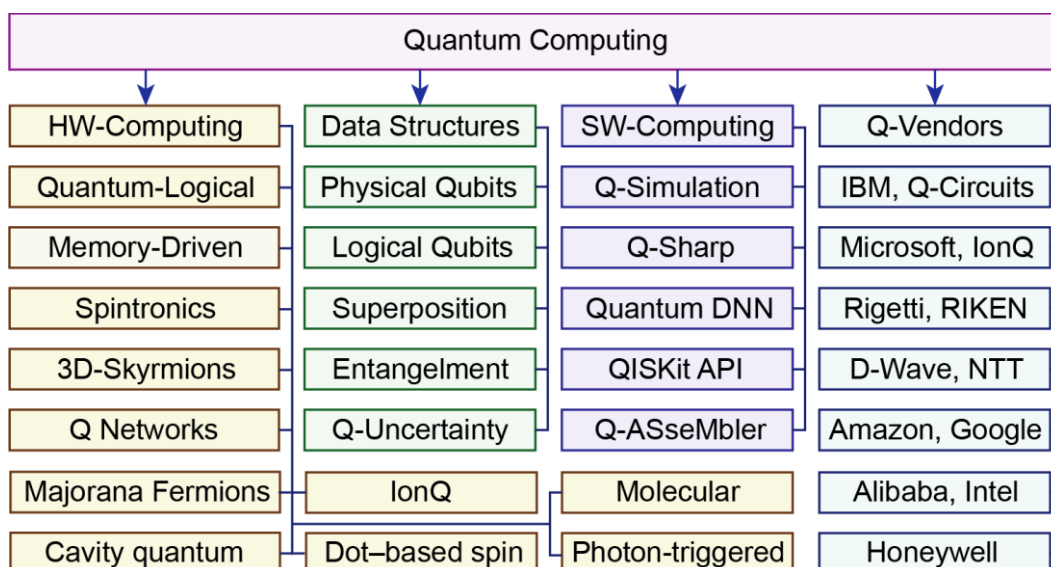 Quantum Computing
HW-Computing
Data Structures
SW-Computing
Q-Vendors
Quantum-Logical
Physical Qubits
Q-Simulation
IBM, Q-Circuits
Memory-Driven
Logical Qubits
Q-Sharp
Microsoft, IonQ
Spintronics
Superposition
Quantum DNN
Rigetti, RIKEN
3D-Skyrmions
Entangelment
QISKit API
D-Wave, NTT
Q Networks
Q-Uncertainty
Q-ASseMbler
Amazon, Google
Majorana Fermions
IonQ
Molecular
Alibaba, Intel
Cavity quantum
Dot–based spin
Photon-triggered
Honeywell